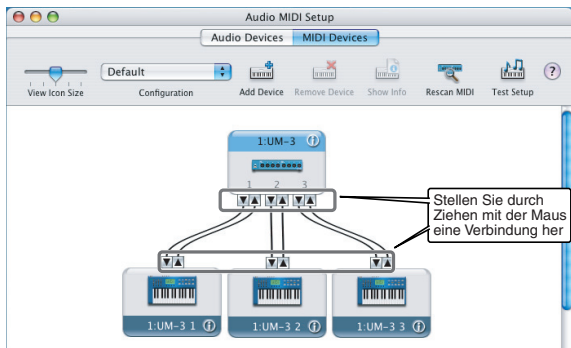 Audio MIDI Setup
Audio Devices MIDI Devices
Default
View Icon Size Configuration Add Device Remove Device Show Info Rescan MIDI Test Setup ?
1:UM-3 i
1 2 3
Stellen Sie durch
Ziehen mit der Maus
eine Verbindung her
1:UM-3 1 i 1:UM-3 2 i 1:UM-3 3 i